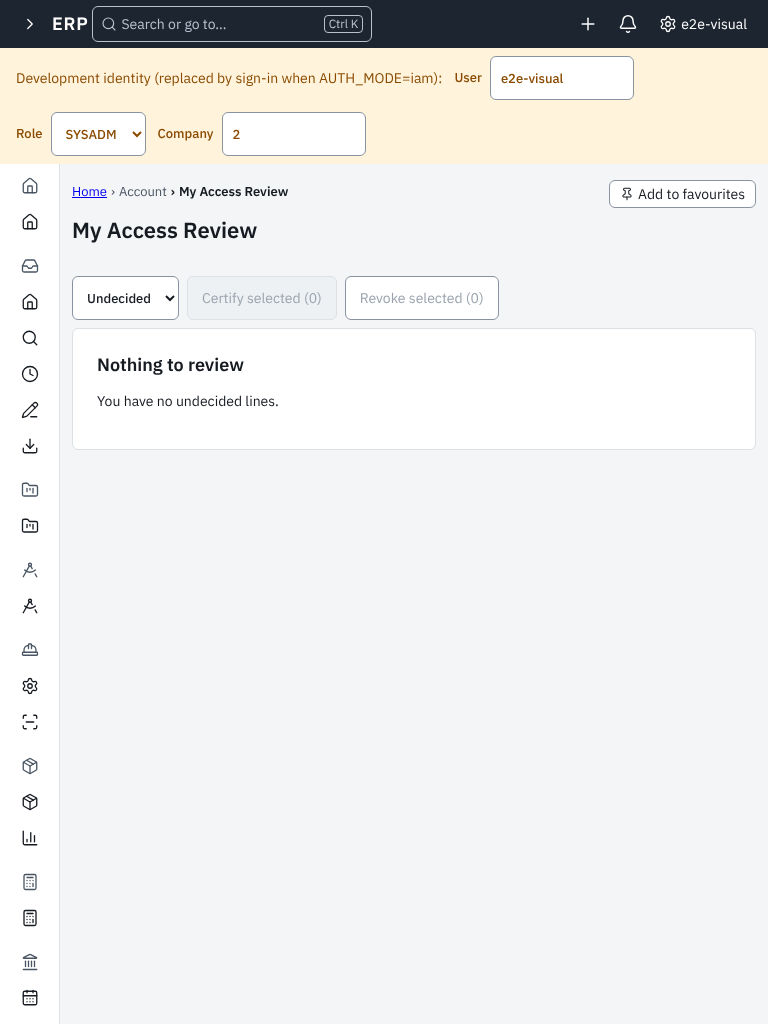 ERP Search or go to... Ctrl K e2e-visual
Development identity (replaced by sign-in when AUTH_MODE=iam): User e2e-visual
Role SYSADM Company 2
Home › Account › My Access Review Add to favourites
My Access Review
Undecided Certify selected (0) Revoke selected (0)
Nothing to review
You have no undecided lines.